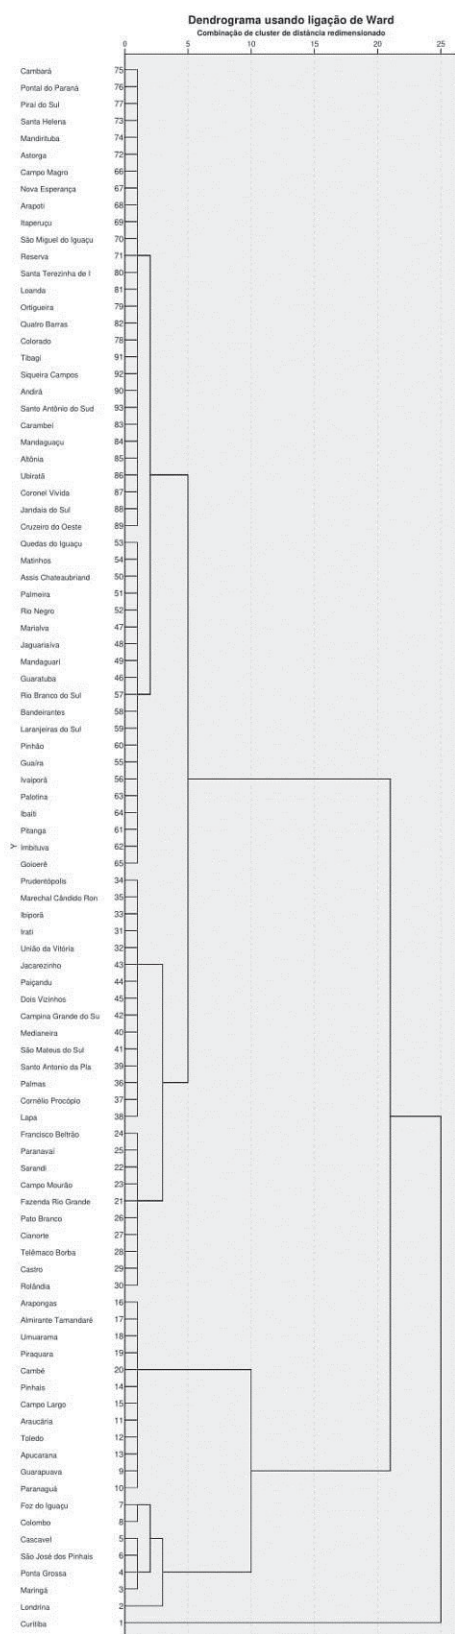 Dendrograma usando ligação de Ward
Combinação de cluster de distância redimensionado
0 5 10 15 20 25
Cambará 75
Pontal do Paraná 76
Piraí do Sul 77
Santa Helena 73
Mandirituba 74
Astorga 72
Campo Magro 66
Nova Esperança 67
Arapoti 68
Itaperuçu 69
São Miguel do Iguaçu 70
Reserva 71
Santa Terezinha de I 80
Loanda 81
Ortigueira 79
Quatro Barras 82
Colorado 78
Tibagi 91
Siqueira Campos 92
Andirá 90
Santo Antônio do Sud 93
Carambeí 83
Mandaguaçu 84
Altônia 85
Ubiratã 86
Coronel Vivida 87
Jandaia do Sul 88
Cruzeiro do Oeste 89
Quedas do Iguaçu 53
Matinhos 54
Assis Chateaubriand 50
Palmeira 51
Rio Negro 52
Marialva 47
Jaguariaíva 48
Mandaguari 49
Guaratuba 46
Rio Branco do Sul 57
Bandeirantes 58
Laranjeiras do Sul 59
Pinhão 60
Guaíra 55
Ivaiporã 56
Palotina 63
Ibaiti 64
Pitanga 61
Y Imbituva 62
Goioerê 65
Prudentópolis 34
Marechal Cândido Ron 35
Ibiporã 33
Irati 31
União da Vitória 32
Jacarezinho 43
Paiçandu 44
Dois Vizinhos 45
Campina Grande do Su 42
Medianeira 40
São Mateus do Sul 41
Santo Antonio da Pla 39
Palmas 36
Cornélio Procópio 37
Lapa 38
Francisco Beltrão 24
Paranavaí 25
Sarandi 22
Campo Mourão 23
Fazenda Rio Grande 21
Pato Branco 26
Cianorte 27
Telêmaco Borba 28
Castro 29
Rolândia 30
Arapongas 16
Almirante Tamandaré 17
Umuarama 18
Piraquara 19
Cambé 20
Pinhais 14
Campo Largo 15
Araucária 11
Toledo 12
Apucarana 13
Guarapuava 9
Paranaguá 10
Foz do Iguaçu 7
Colombo 8
Cascavel 5
São José dos Pinhais 6
Ponta Grossa 4
Maringá 3
Londrina 2
Curitiba 1